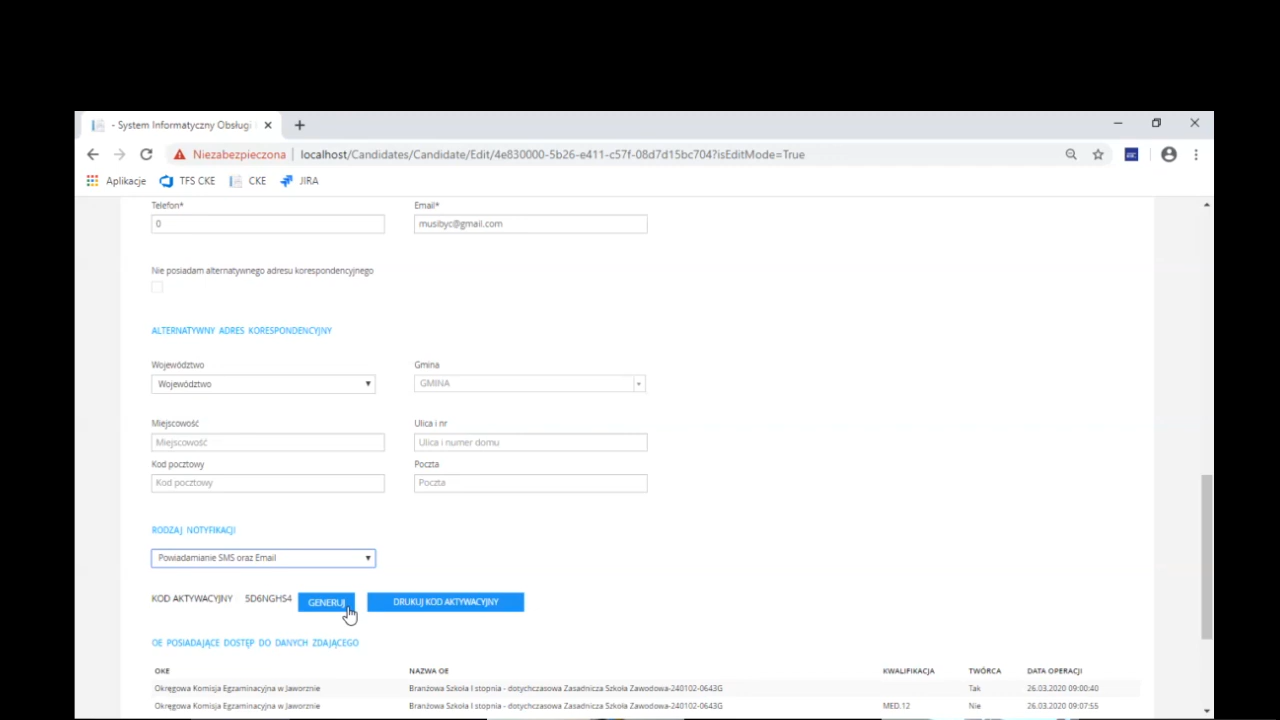 - System Informatyczny Obsługi
Niezabezpieczona localhost/Candidates/Candidate/Edit/4e830000-5b26-e411-c57f-08d7d15bc704?isEditMode=True
Aplikacje TFS CKE CKE JIRA
Telefon* Email*
0 musibyc@gmail.com
Nie posiadam alternatywnego adresu korespondencyjnego
ALTERNATYWNY ADRES KORESPONDENCYJNY
Województwo Gmina
Województwo GMINA
Miejscowość Ulica i nr
Miejscowość Ulica i numer domu
Kod pocztowy Poczta
Kod pocztowy Poczta
RODZAJ NOTYFIKACJI
Powiadamianie SMS oraz Email
KOD AKTYWACYJNY 5D6NGHS4 GENERUJ DRUKUJ KOD AKTYWACYJNY
OE POSIADAJĄCE DOSTĘP DO DANYCH ZDAJĄCEGO
OKE NAZWA OE KWALIFIKACJA TWÓRCA DATA OPERACJI
Okręgowa Komisja Egzaminacyjna w Jaworznie Branżowa Szkoła I stopnia - dotychczasowa Zasadnicza Szkoła Zawodowa-240102-0643G Tak 26.03.2020 09:00:40
Okręgowa Komisja Egzaminacyjna w Jaworznie Branżowa Szkoła I stopnia - dotychczasowa Zasadnicza Szkoła Zawodowa-240102-0643G MED.12 Nie 26.03.2020 09:07:55